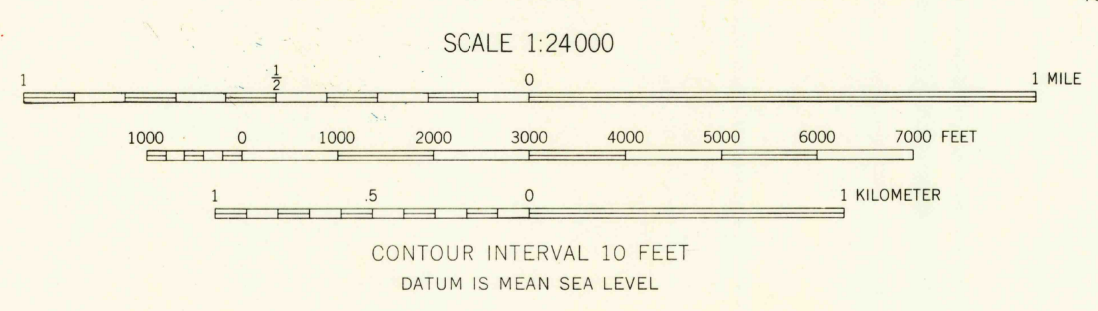 SCALE 1:24000
1 1/2 0 1 MILE
1000 0 1000 2000 3000 4000 5000 6000 7000 FEET
1 .5 0 1 KILOMETER
CONTOUR INTERVAL 10 FEET
DATUM IS MEAN SEA LEVEL